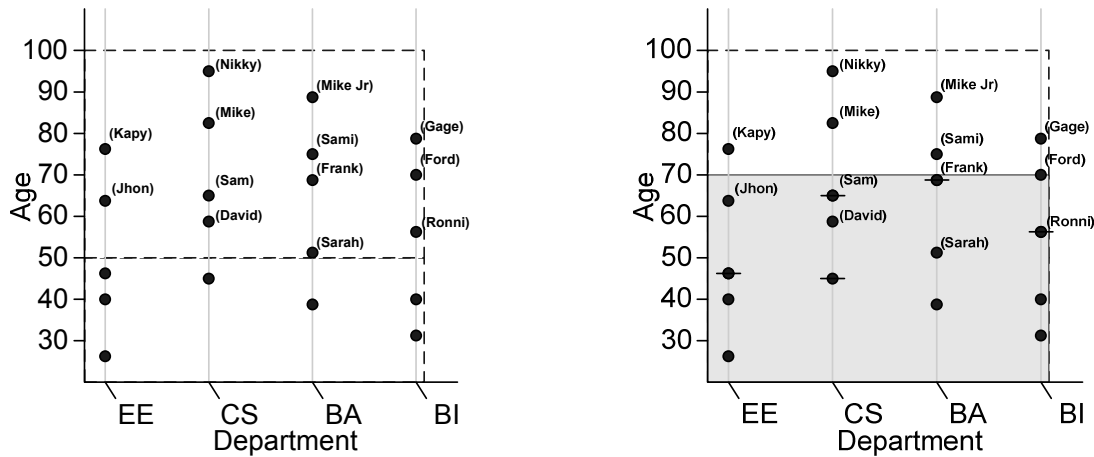 100
90
80
70
60
50
40
30
Age
(Nikky)
(Mike Jr)
(Mike)
(Gage)
(Kapy)
(Sami)
(Ford)
(Frank)
(Sam)
(Jhon)
(David)
(Ronni)
(Sarah)
EE CS BA BI
Department
100
90
80
70
60
50
40
30
Age
(Nikky)
(Mike Jr)
(Mike)
(Gage)
(Kapy)
(Sami)
(Ford)
(Frank)
(Sam)
(Jhon)
(David)
(Ronni)
(Sarah)
EE CS BA BI
Department